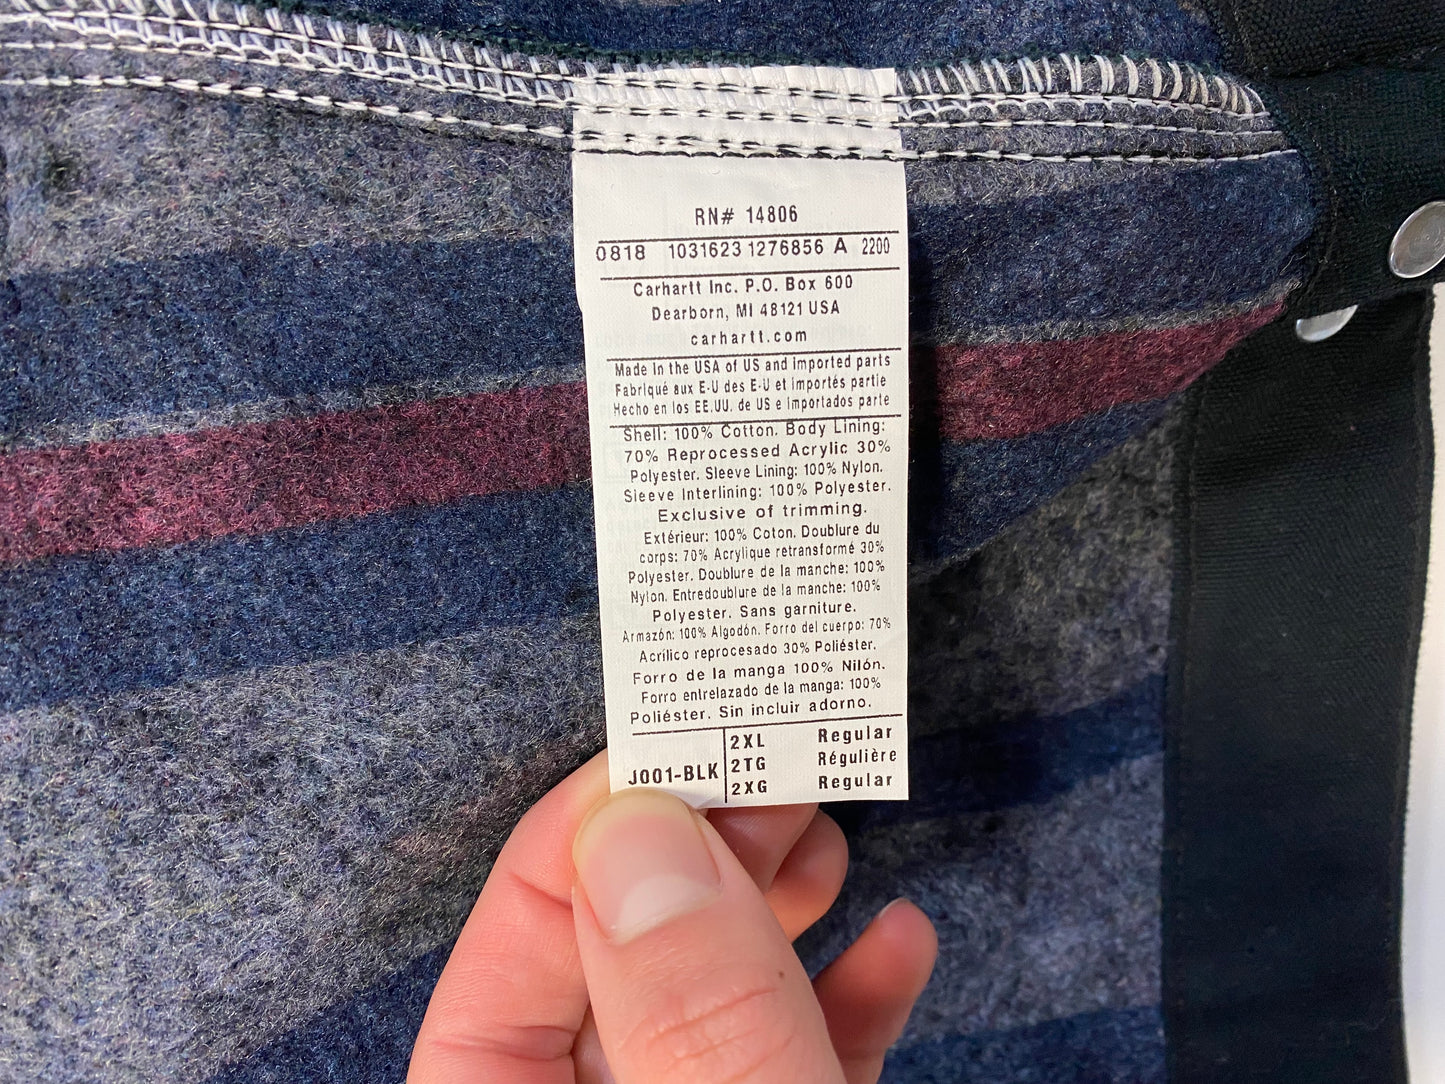 RN# 14806
0818 1031623 1276856 A 2200
Carhartt Inc. P.O. Box 600
Dearborn, MI 48121 USA
carhartt.com
Made in the USA of US and imported parts
Fabriqué aux E-U des E-U et importés partie
Hecho en los EE.UU. de US e importados parte
Shell: 100% Cotton. Body Lining:
70% Reprocessed Acrylic 30%
Polyester. Sleeve Lining: 100% Nylon.
Sleeve Interlining: 100% Polyester.
Exclusive of trimming.
Extérieur: 100% Coton. Doublure du
corps: 70% Acrylique retransformé 30%
Polyester. Doublure de la manche: 100%
Nylon. Entredoublure de la manche: 100%
Polyester. Sans garniture.
Armazón: 100% Algodón. Forro del cuerpo: 70%
Acrílico reprocesado 30% Poliéster.
Forro de la manga 100% Nilón.
Forro entrelazado de la manga: 100%
Poliéster. Sin incluir adorno.
J001-BLK
2XL Regular
2TG Régulière
2XG Regular